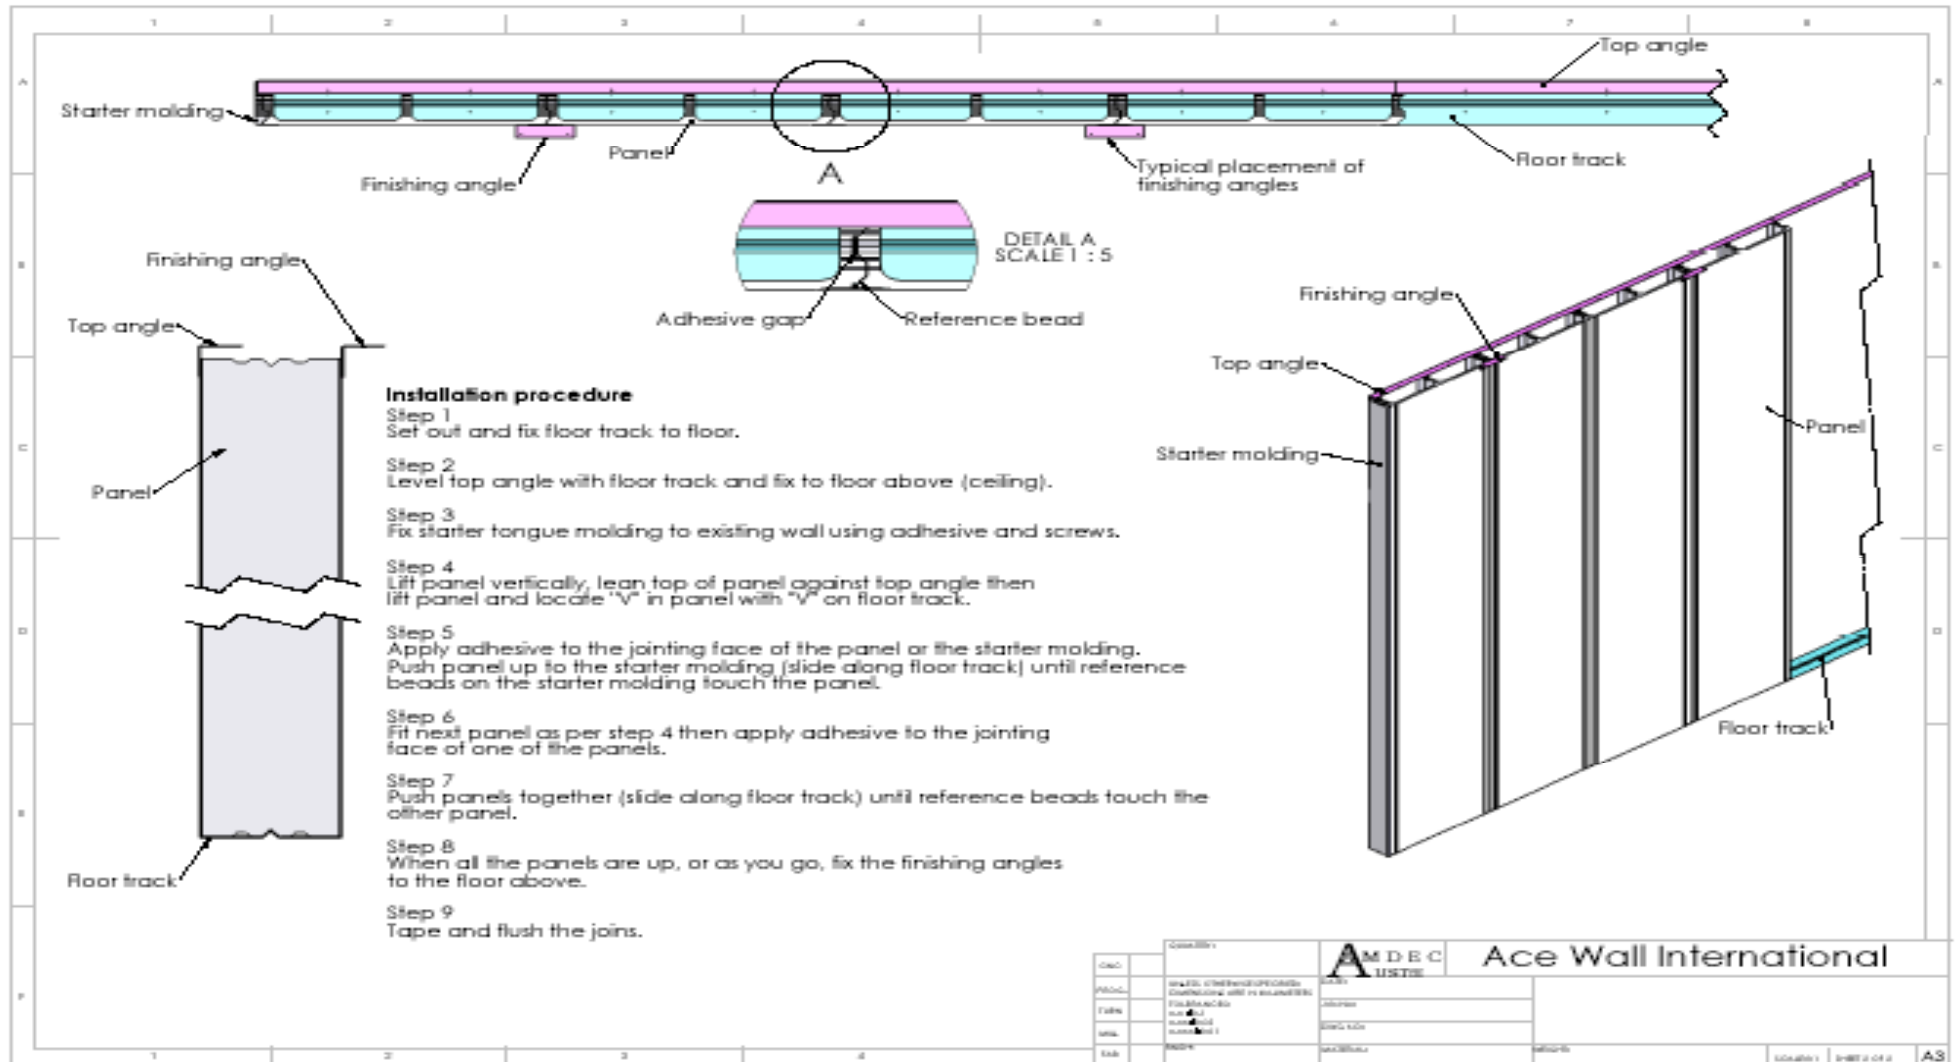 1 2 3 4 5 6 7 8
Top angle
Starter molding
Panel
Finishing angle
Typical placement of
finishing angles
Floor track
A
DETAIL A
SCALE 1 : 5
Adhesive gap
Reference bead
Finishing angle
Top angle
Panel
Floor track
Installation procedure
Step 1
Set out and fix floor track to floor.
Step 2
Level top angle with floor track and fix to floor above (ceiling).
Step 3
Fix starter tongue molding to existing wall using adhesive and screws.
Step 4
Lift panel vertically, lean top of panel against top angle then
lift panel and locate "V" in panel with "V" on floor track.
Step 5
Apply adhesive to the jointing face of the panel or the starter molding.
Push panel up to the starter molding (slide along floor track) until reference
beads on the starter molding touch the panel.
Step 6
Fit next panel as per step 4 then apply adhesive to the jointing
face of one of the panels.
Step 7
Push panels together (slide along floor track) until reference beads touch the
other panel.
Step 8
When all the panels are up, or as you go, fix the finishing angles
to the floor above.
Step 9
Tape and flush the joins.
Finishing angle
Top angle
Starter molding
Panel
Floor track
AMDEC
Ace Wall International
A3